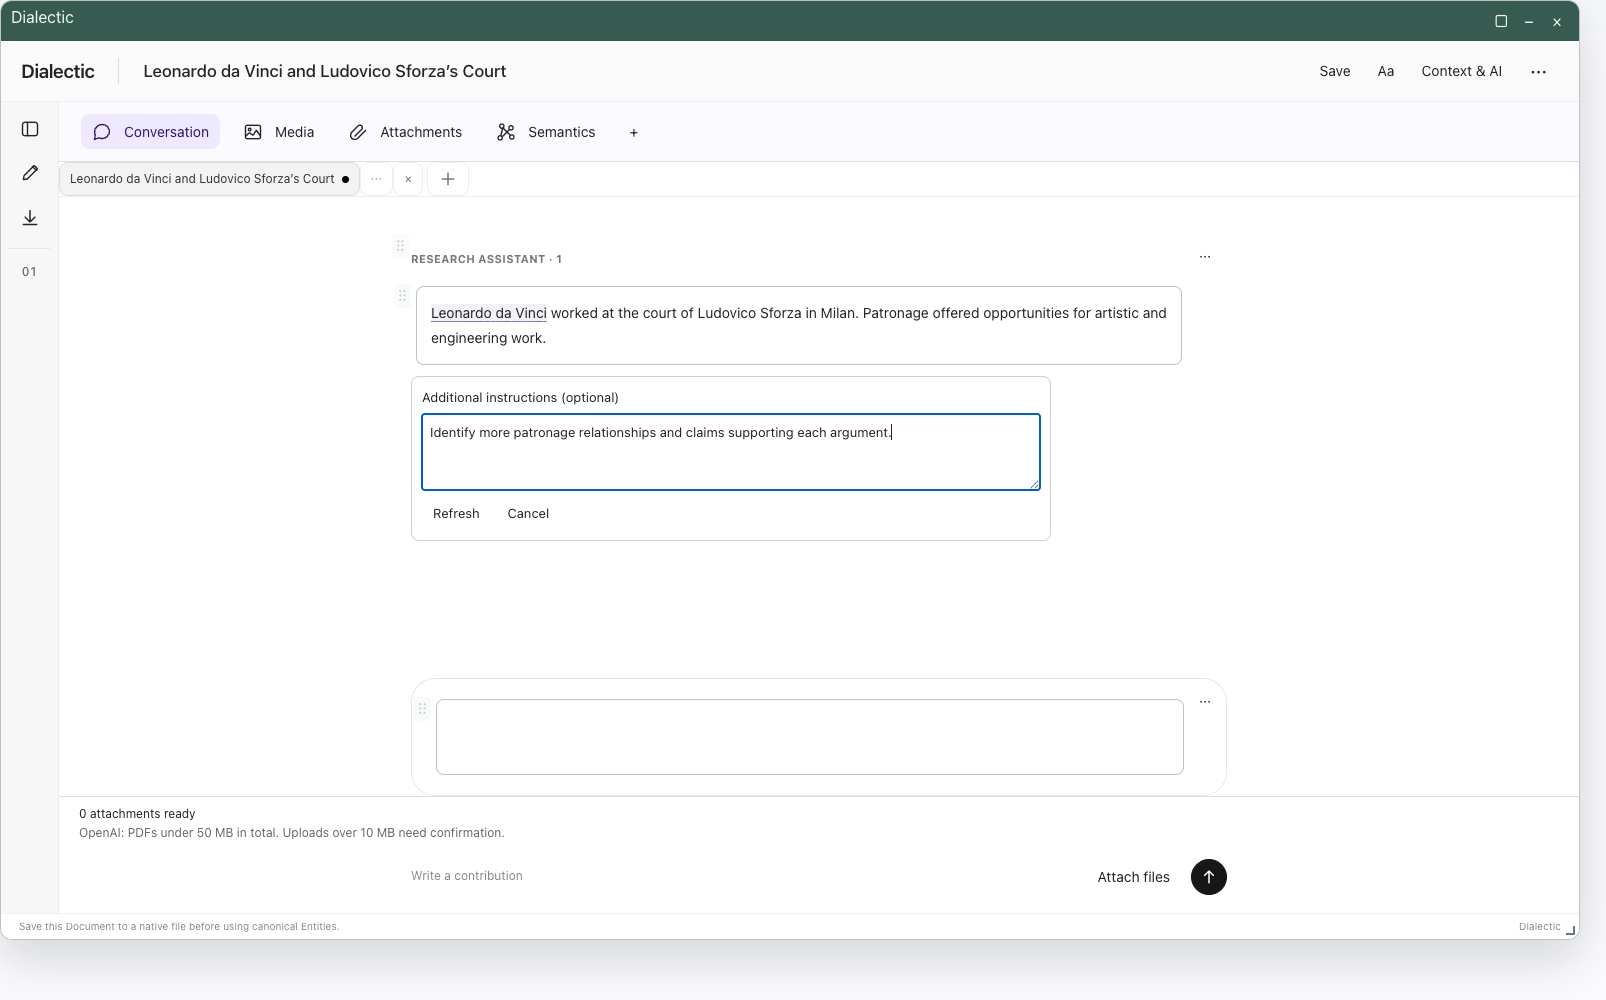 Dialectic
Dialectic
Leonardo da Vinci and Ludovico Sforza’s Court
Save
Aa
Context & AI
Conversation
Media
Attachments
Semantics
+
Leonardo da Vinci and Ludovico Sforza’s Court
01
RESEARCH ASSISTANT · 1
Leonardo da Vinci worked at the court of Ludovico Sforza in Milan. Patronage offered opportunities for artistic and
engineering work.
Additional instructions (optional)
Identify more patronage relationships and claims supporting each argument.
Refresh
Cancel
0 attachments ready
OpenAI: PDFs under 50 MB in total. Uploads over 10 MB need confirmation.
Write a contribution
Attach files
Save this Document to a native file before using canonical Entities.
Dialectic